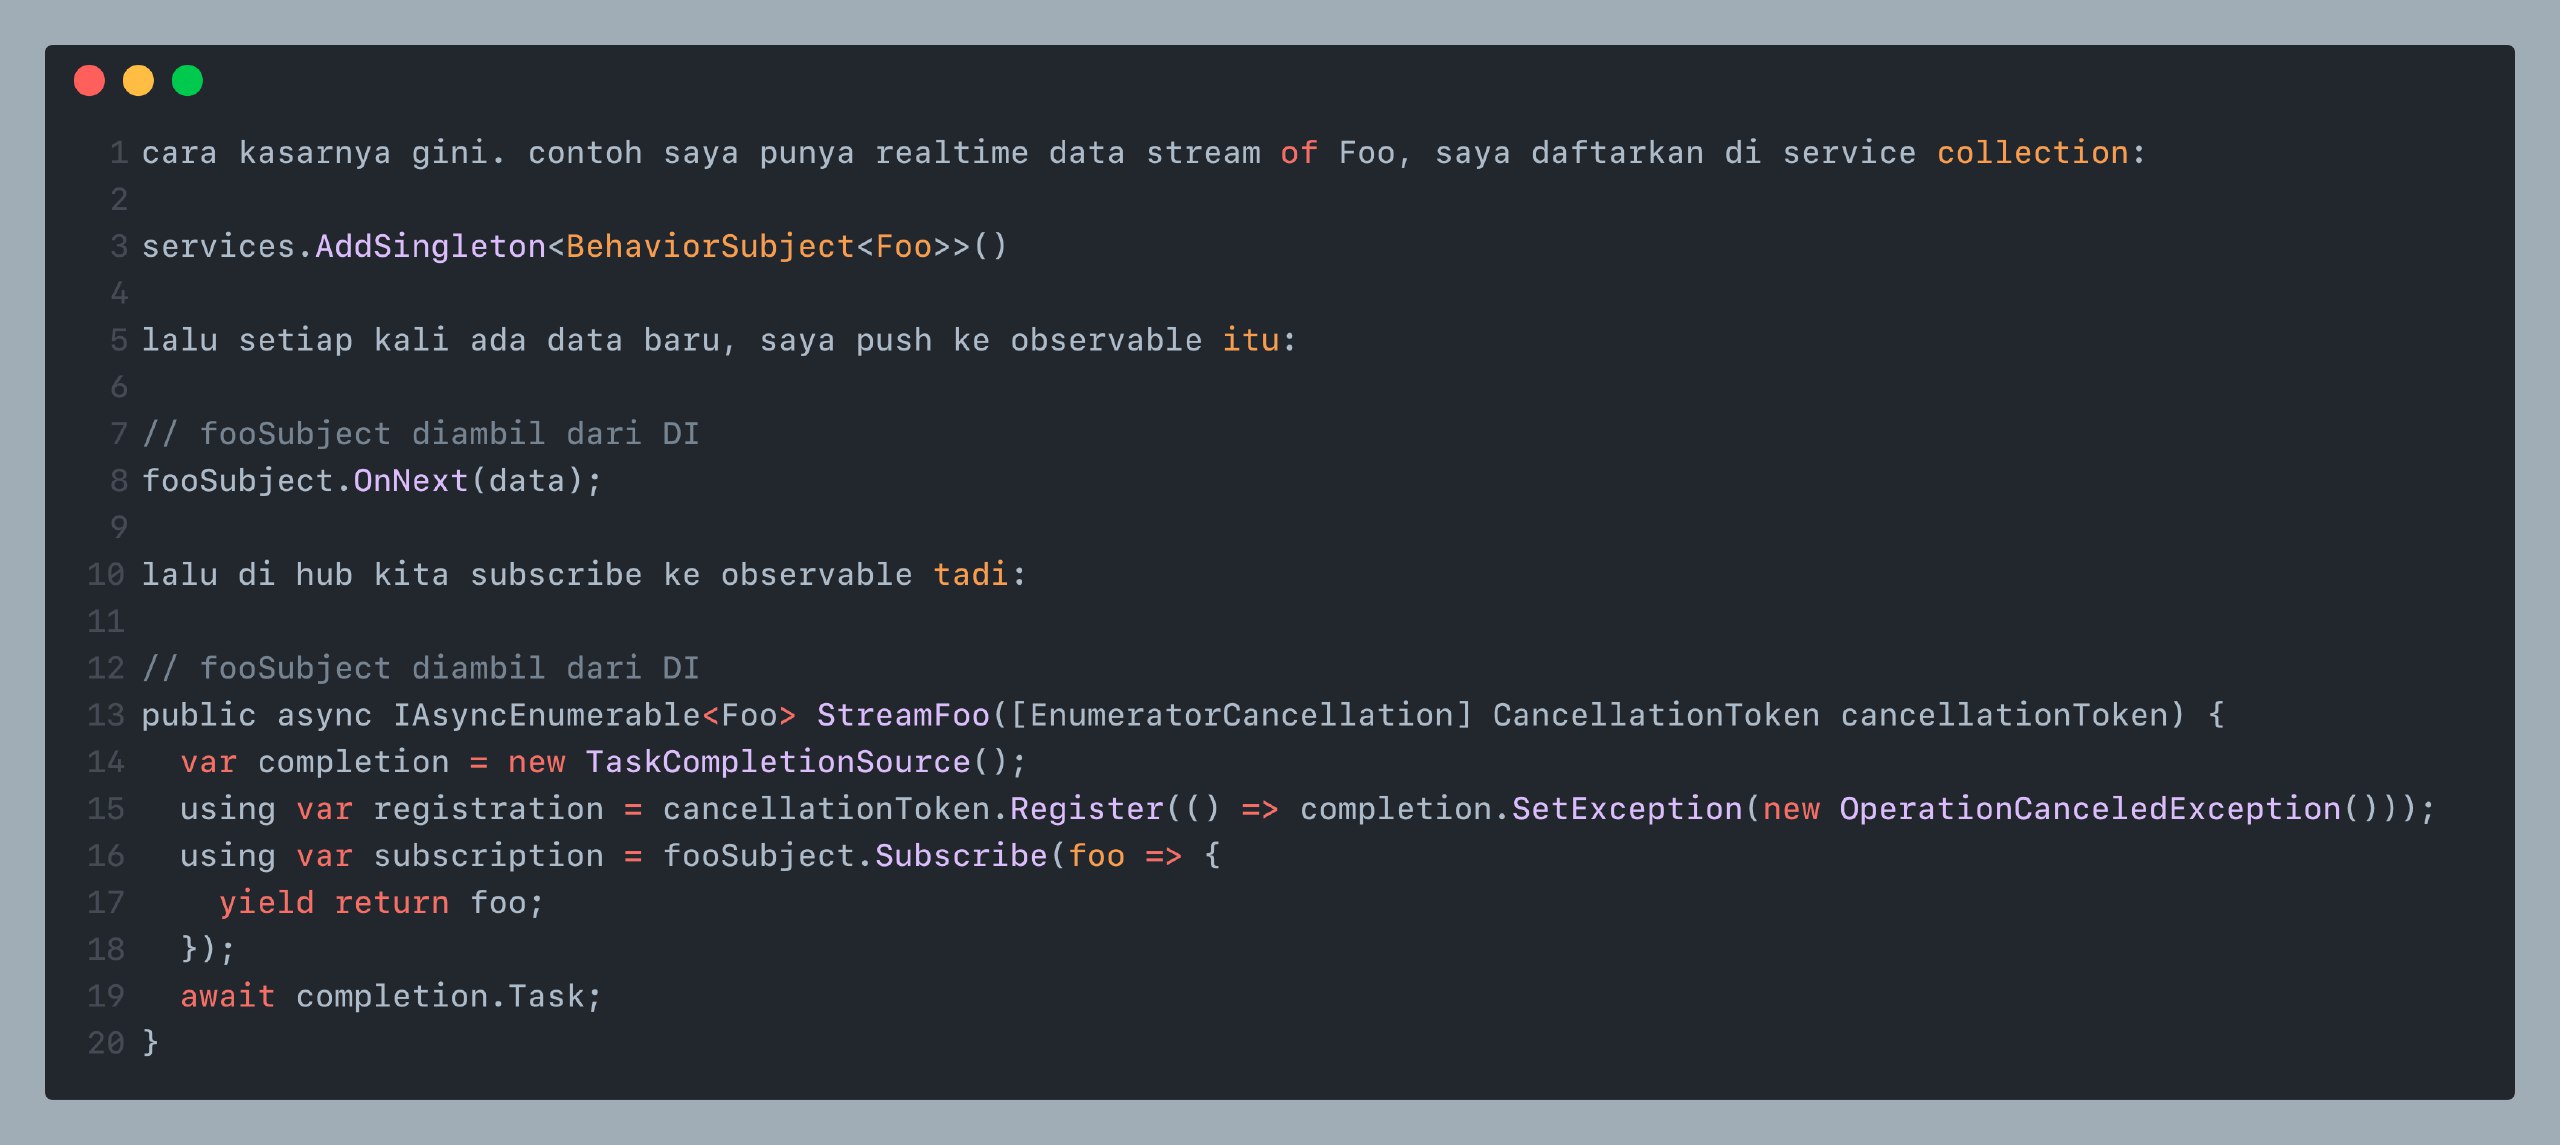 1 cara kasarnya gini. contoh saya punya realtime data stream of Foo, saya daftarkan di service collection:
2
3 services.AddSingleton<BehaviorSubject<Foo>>()
4
5 lalu setiap kali ada data baru, saya push ke observable itu:
6
7 // fooSubject diambil dari DI
8 fooSubject.OnNext(data);
9
10 lalu di hub kita subscribe ke observable tadi:
11
12 // fooSubject diambil dari DI
13 public async IAsyncEnumerable<Foo> StreamFoo([EnumeratorCancellation] CancellationToken cancellationToken) {
14   var completion = new TaskCompletionSource();
15   using var registration = cancellationToken.Register(() => completion.SetException(new OperationCanceledException()));
16   using var subscription = fooSubject.Subscribe(foo => {
17     yield return foo;
18   });
19   await completion.Task;
20 }